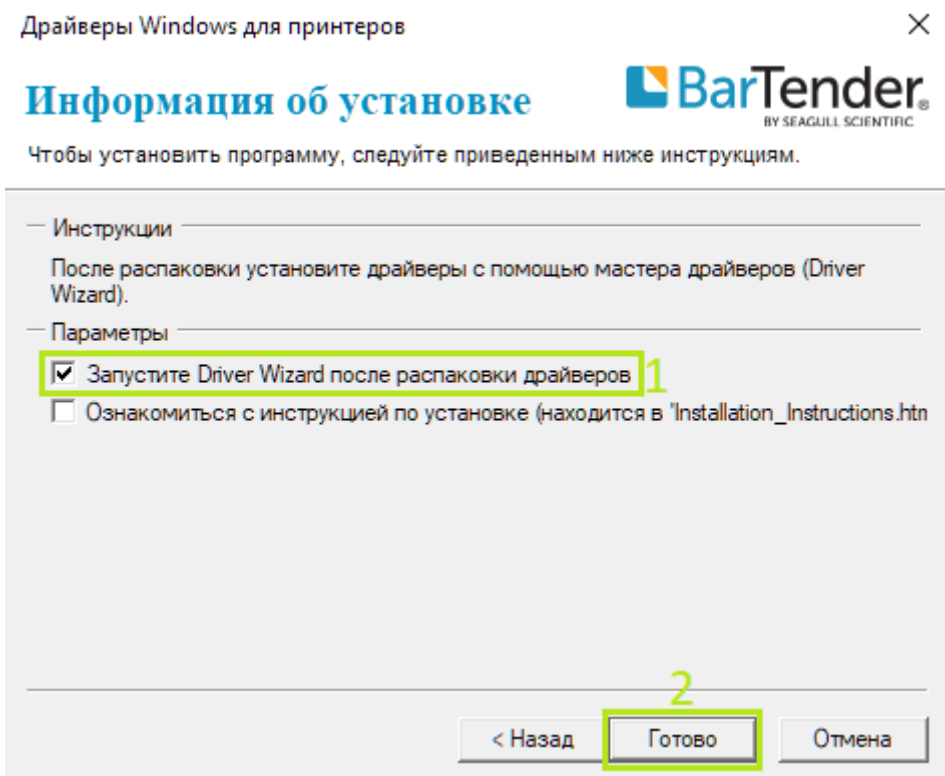 Драйверы Windows для принтеров
Информация об установке
BarTender®
BY SEAGULL SCIENTIFIC
Чтобы установить программу, следуйте приведенным ниже инструкциям.
Инструкции
После распаковки установите драйверы с помощью мастера драйверов (Driver
Wizard).
Параметры
Запустите Driver Wizard после распаковки драйверов 1
Ознакомиться с инструкцией по установке (находится в 'Installation_Instructions.htn
2
< Назад Готово Отмена